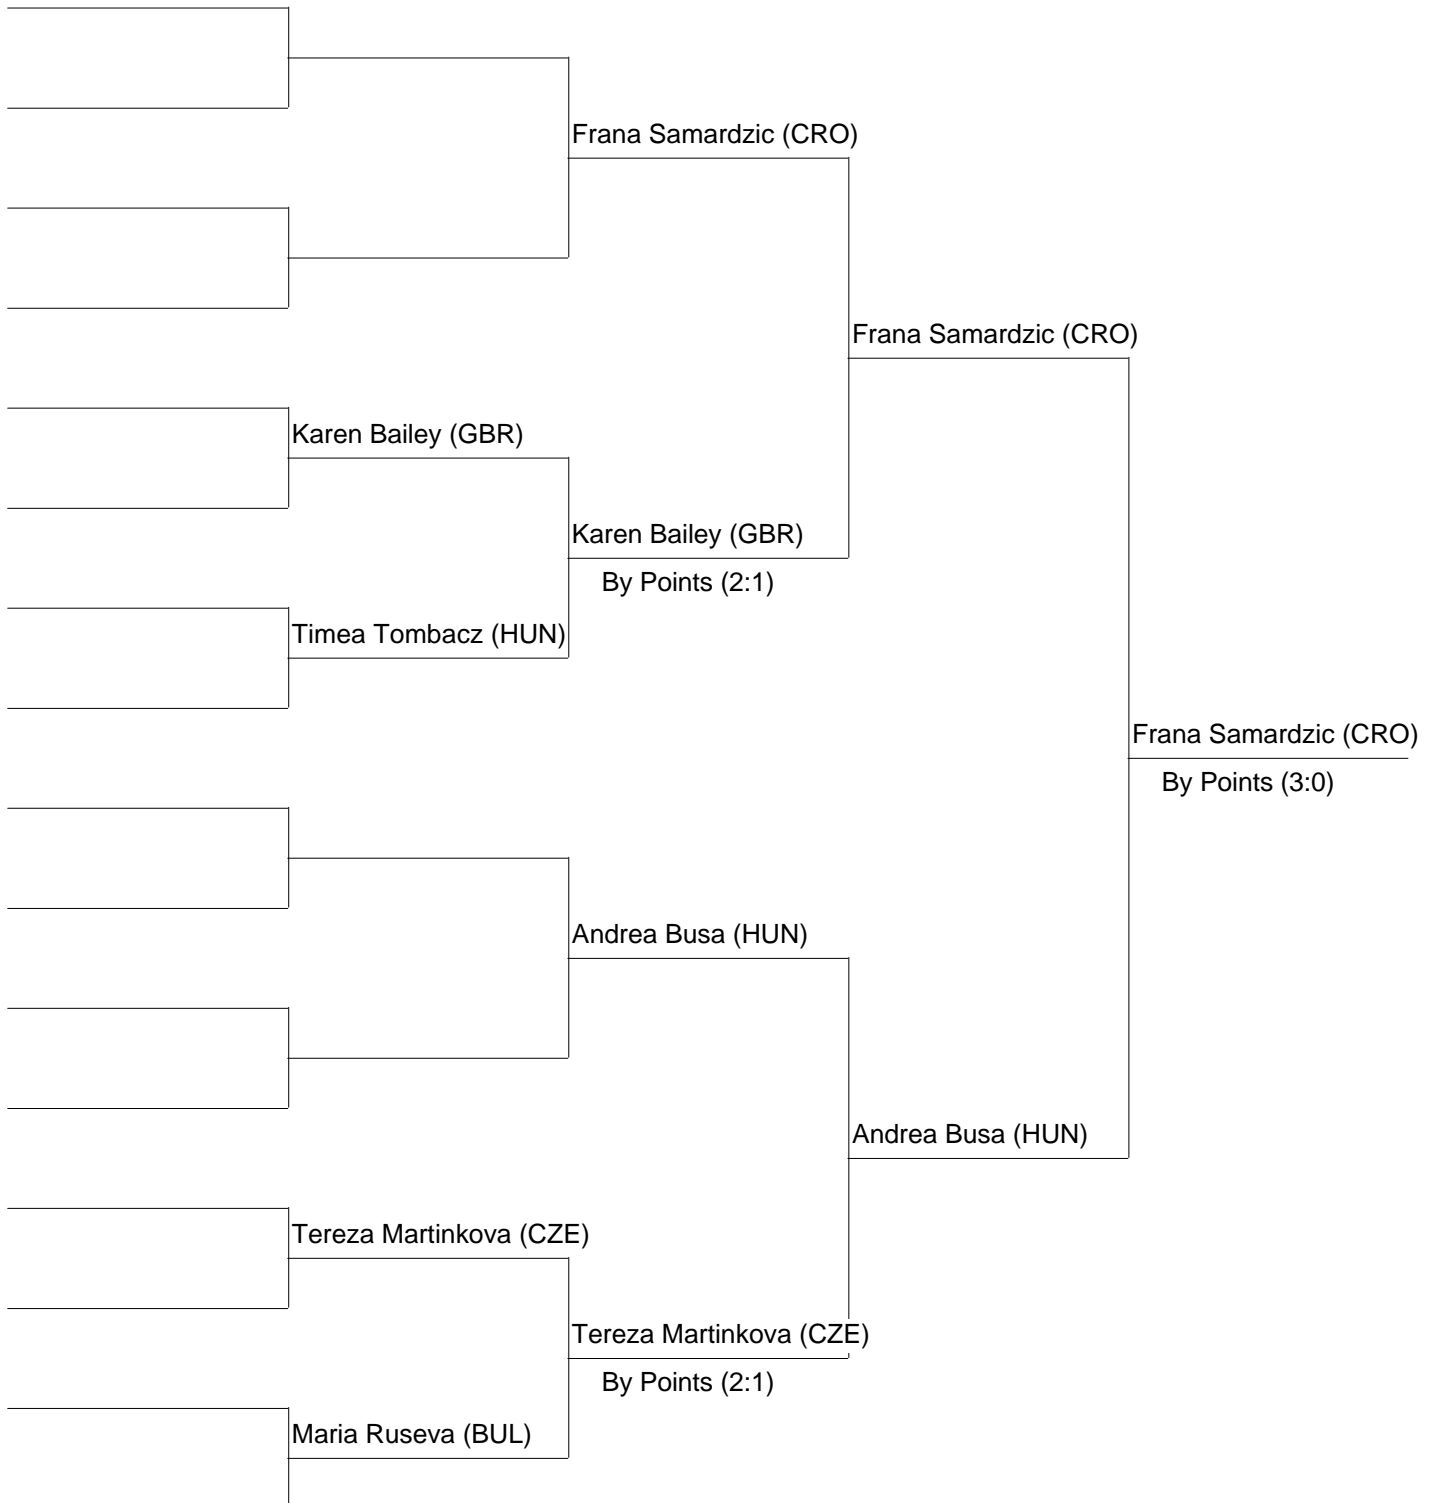 Frana Samardzic (CRO)
Frana Samardzic (CRO)
Karen Bailey (GBR)
Karen Bailey (GBR)
By Points (2:1)
Timea Tombacz (HUN)
Frana Samardzic (CRO)
By Points (3:0)
Andrea Busa (HUN)
Andrea Busa (HUN)
Tereza Martinkova (CZE)
Tereza Martinkova (CZE)
By Points (2:1)
Maria Ruseva (BUL)